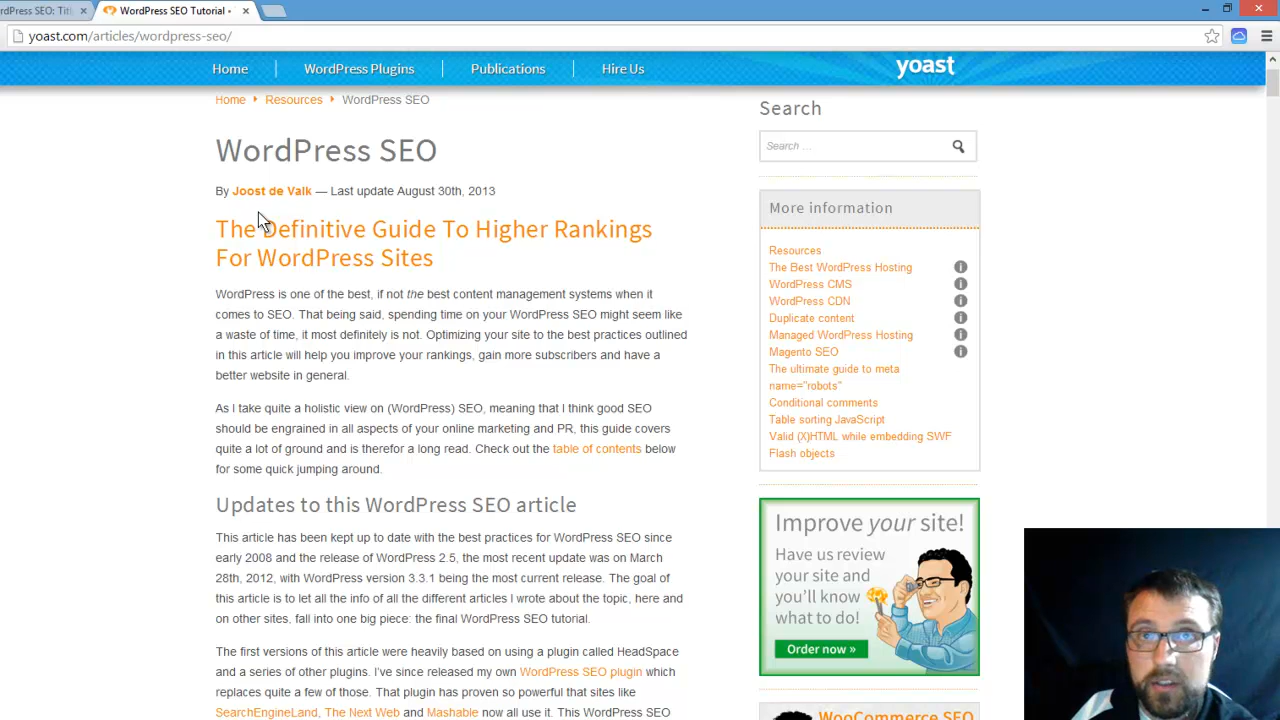 rdPress SEO: Titl
WordPress SEO Tutorial •
yoast.com/articles/wordpress-seo/
Home
WordPress Plugins
Publications
Hire Us
yoast
Home
Resources
WordPress SEO
WordPress SEO
By Joost de Valk — Last update August 30th, 2013
The Definitive Guide To Higher Rankings
For WordPress Sites
WordPress is one of the best, if not the best content management systems when it
comes to SEO. That being said, spending time on your WordPress SEO might seem like
a waste of time, it most definitely is not. Optimizing your site to the best practices outlined
in this article will help you improve your rankings, gain more subscribers and have a
better website in general.
As I take quite a holistic view on (WordPress) SEO, meaning that I think good SEO
should be engrained in all aspects of your online marketing and PR, this guide covers
quite a lot of ground and is therefor a long read. Check out the table of contents below
for some quick jumping around.
Updates to this WordPress SEO article
This article has been kept up to date with the best practices for WordPress SEO since
early 2008 and the release of WordPress 2.5, the most recent update was on March
28th, 2012, with WordPress version 3.3.1 being the most current release. The goal of
this article is to let all the info of all the different articles I wrote about the topic, here and
on other sites, fall into one big piece: the final WordPress SEO tutorial.
The first versions of this article were heavily based on using a plugin called HeadSpace
and a series of other plugins. I've since released my own WordPress SEO plugin which
replaces quite a few of those. That plugin has proven so powerful that sites like
SearchEngineLand, The Next Web and Mashable now all use it. This WordPress SEO
Search
Search ...
More information
Resources
The Best WordPress Hosting
WordPress CMS
WordPress CDN
Duplicate content
Managed WordPress Hosting
Magento SEO
The ultimate guide to meta
name="robots"
Conditional comments
Table sorting JavaScript
Valid (X)HTML while embedding SWF
Flash objects
Improve your site!
Have us review
your site and
you'll know
what to do!
Order now »
WooCommerce SEO